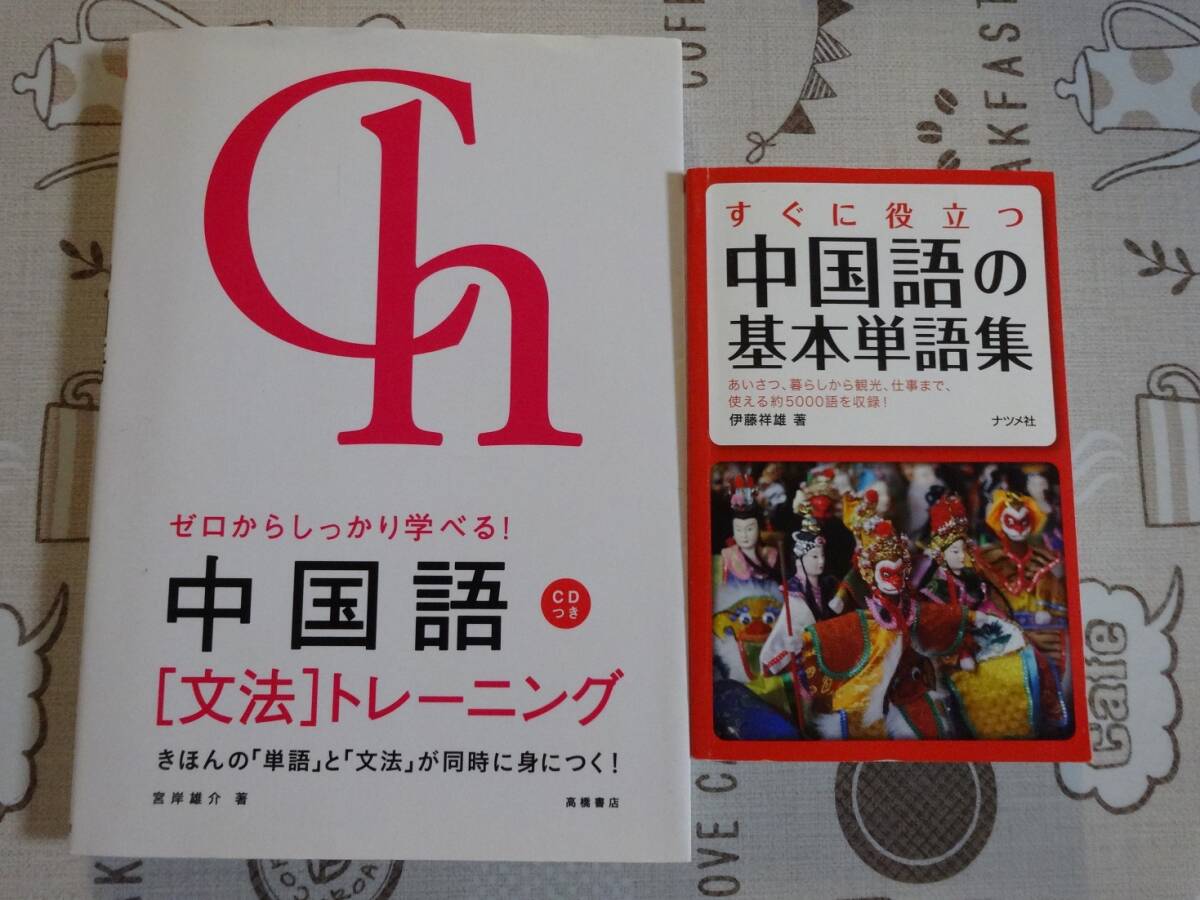 Ch
ゼロからしっかり学べる!
中国語
CD
つき
[文法]トレーニング
きほんの「単語」と「文法」が同時に身につく!
宮岸雄介 著
高橋書店
すぐに役立つ
中国語の
基本単語集
あいさつ、暮らしから観光、仕事まで、
使える約5000語を収録!
伊藤祥雄 著
ナツメ社
Cafe